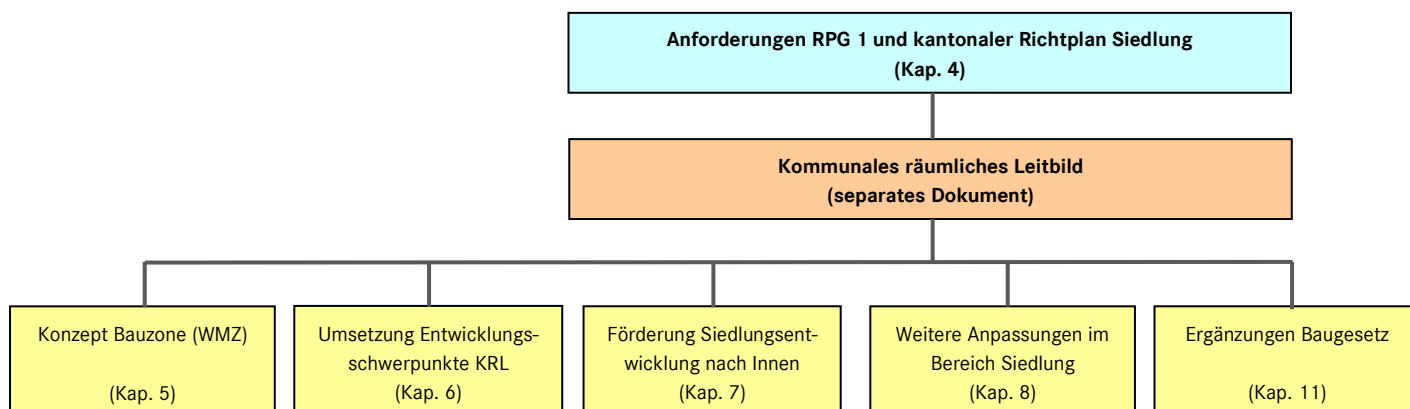 Anforderungen RPG 1 und kantonaler Richtplan Siedlung
(Kap. 4)
Kommunales räumliches Leitbild
(separates Dokument)
Konzept Bauzone (WMZ)
(Kap. 5)
Umsetzung Entwicklungs-
schwerpunkte KRL
(Kap. 6)
Förderung Siedlungsent-
wicklung nach Innen
(Kap. 7)
Weitere Anpassungen im
Bereich Siedlung
(Kap. 8)
Ergänzungen Baugesetz
(Kap. 11)